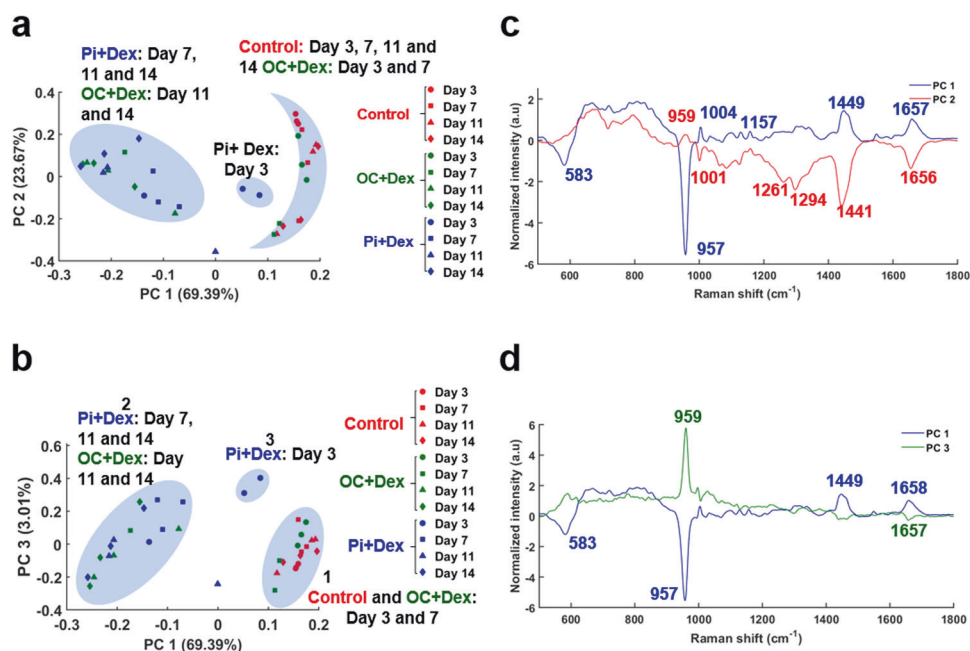 a
Pi+Dex: Day 7,
11 and 14
OC+Dex: Day 11
and 14
Control: Day 3, 7, 11 and
14 OC+Dex: Day 3 and 7
Pi+ Dex:
Day 3
PC 2 (23.67%)
0.4
0.2
0
-0.2
-0.4
-0.3
-0.2
-0.1
0
0.1
0.2
PC 1 (69.39%)
Control
Day 3
Day 7
Day 11
Day 14
OC+Dex
Day 3
Day 7
Day 11
Day 14
Pi+Dex
Day 3
Day 7
Day 11
Day 14
c
Normalized intensity (a.u)
2
0
-2
-4
-6
600
800
1000
1200
1400
1600
1800
Raman shift (cm-1)
PC 1
PC 2
583
959
957
1004
1001
1157
1261
1294
1449
1441
1657
1656
b
2
Pi+Dex: Day 7,
11 and 14
OC+Dex: Day
11 and 14
3
Pi+Dex: Day 3
1
Control and OC+Dex:
Day 3 and 7
PC 3 (3.01%)
0.6
0.4
0.2
0
-0.2
-0.4
-0.3
-0.2
-0.1
0
0.1
0.2
PC 1 (69.39%)
Control
Day 3
Day 7
Day 11
Day 14
OC+Dex
Day 3
Day 7
Day 11
Day 14
Pi+Dex
Day 3
Day 7
Day 11
Day 14
d
Normalized intensity (a.u)
6
4
2
0
-2
-4
-6
600
800
1000
1200
1400
1600
1800
Raman shift (cm-1)
PC 1
PC 3
583
959
957
1449
1658
1657